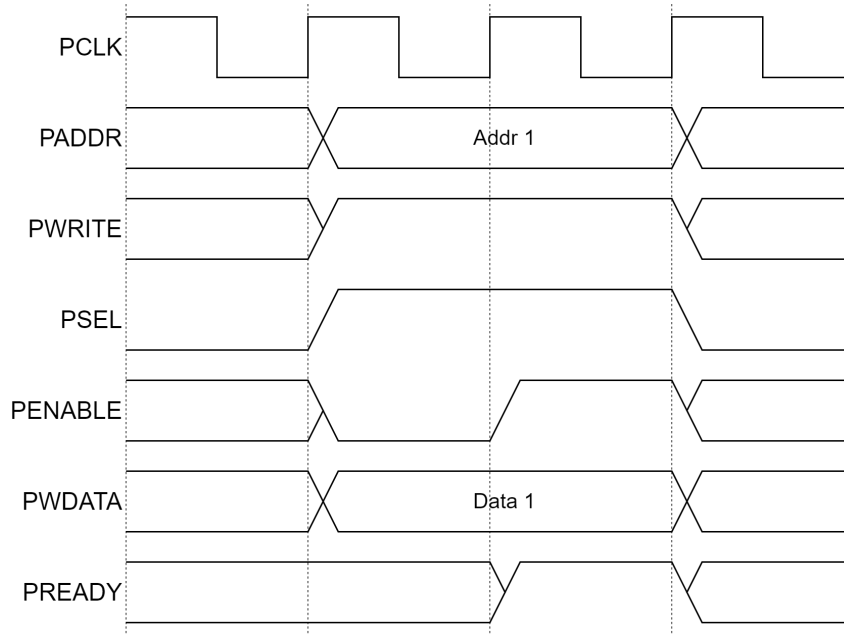 PCLK
PADDR
Addr 1
PWRITE
PSEL
PENABLE
PWDATA
Data 1
PREADY